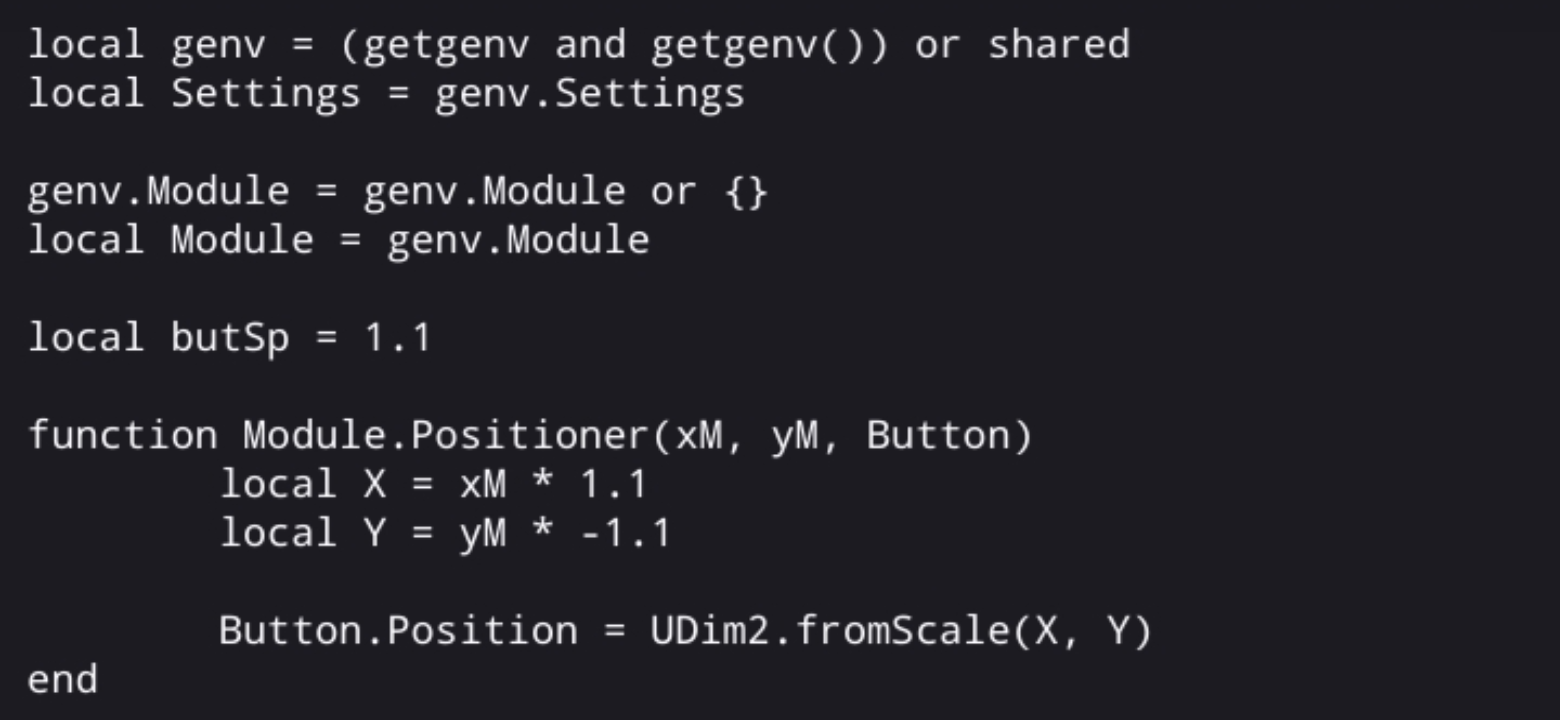 local genv = (getgenv and getgenv()) or shared
local Settings = genv.Settings

genv.Module = genv.Module or {}
local Module = genv.Module

local butSp = 1.1

function Module.Positioner(xM, yM, Button)
        local X = xM * 1.1
        local Y = yM * -1.1

        Button.Position = UDim2.fromScale(X, Y)
end